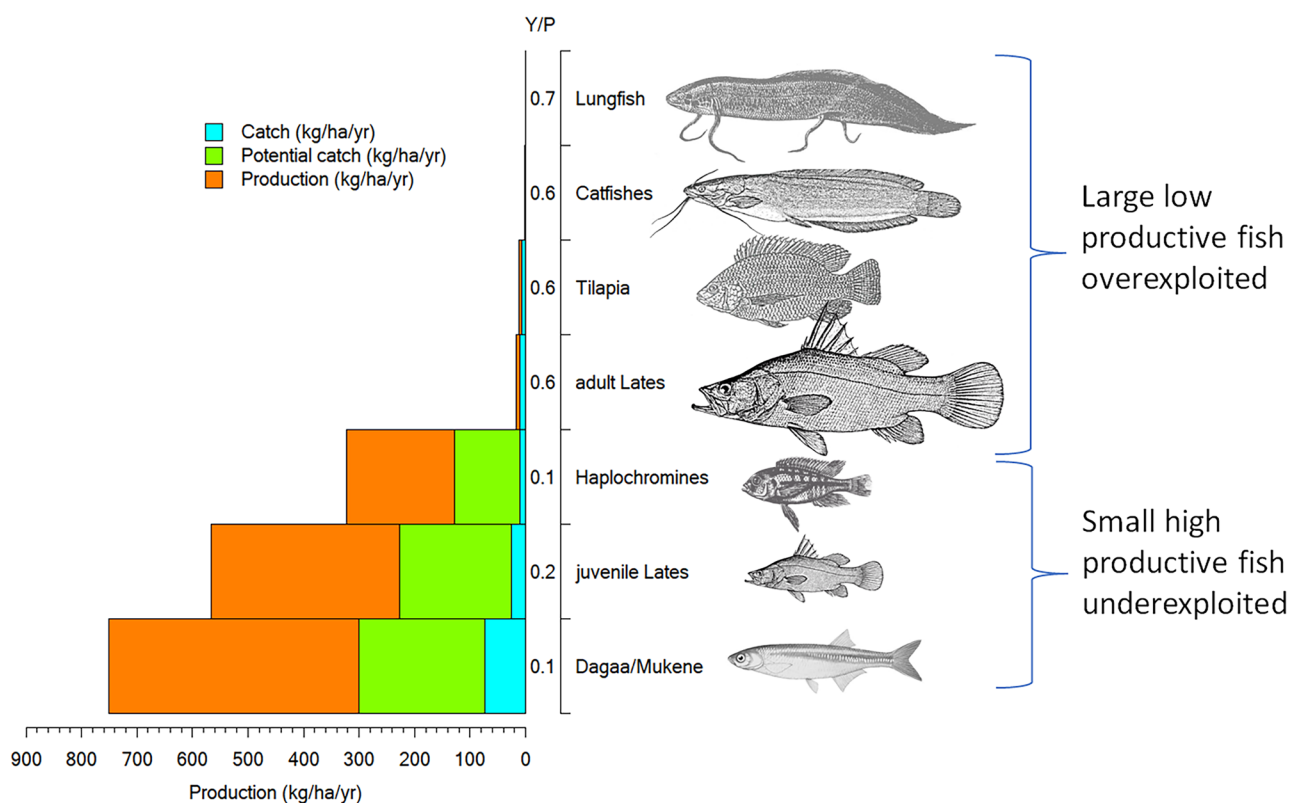 Y/P
Catch (kg/ha/yr)
Potential catch (kg/ha/yr)
Production (kg/ha/yr)
0.7 Lungfish
0.6 Catfishes
0.6 Tilapia
0.6 adult Lates
0.1 Haplochromines
0.2 juvenile Lates
0.1 Dagaa/Mukene
Large low
productive fish
overexploited
Small high
productive fish
underexploited
900 800 700 600 500 400 300 200 100 0
Production (kg/ha/yr)